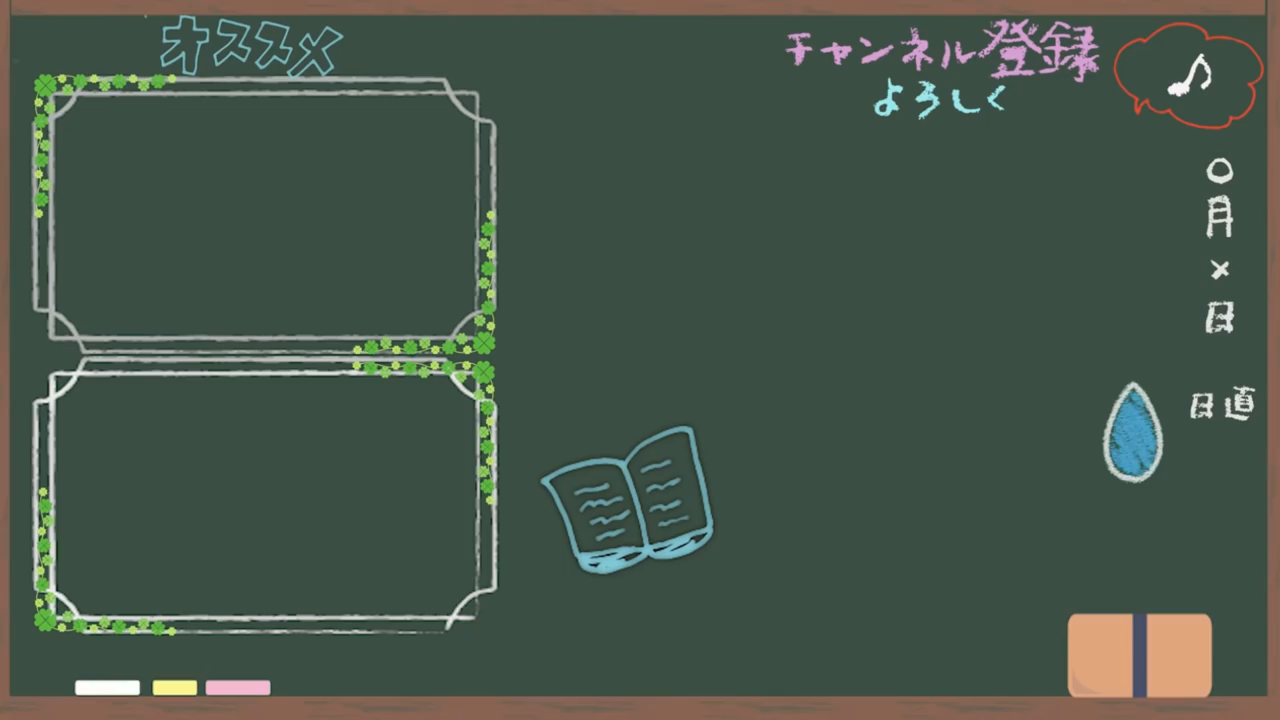 オススメ
チャンネル登録
よろしく
〇月×日
日直